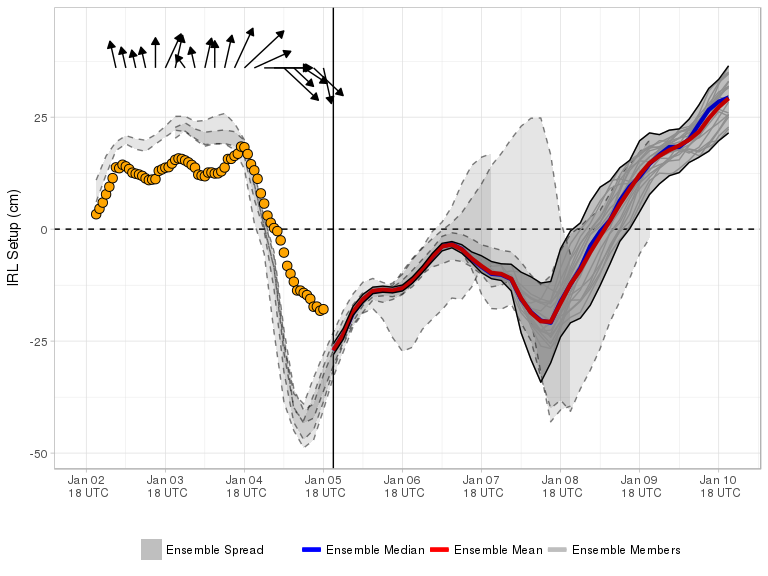 IRL Setup (cm)
25
0
-25
-50
Jan 02 Jan 03 Jan 04 Jan 05 Jan 06 Jan 07 Jan 08 Jan 09 Jan 10
18 UTC 18 UTC 18 UTC 18 UTC 18 UTC 18 UTC 18 UTC 18 UTC 18 UTC
Ensemble Spread Ensemble Median Ensemble Mean Ensemble Members